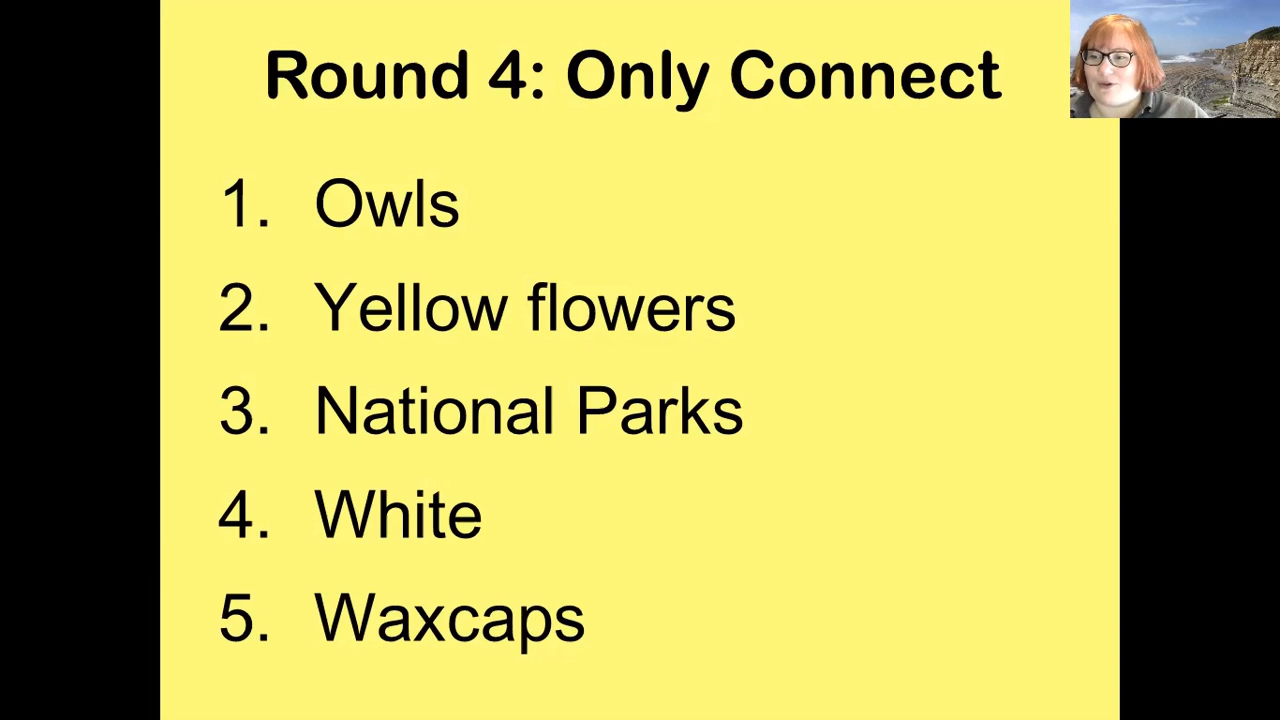 Round 4: Only Connect
1. Owls
2. Yellow flowers
3. National Parks
4. White
5. Waxcaps